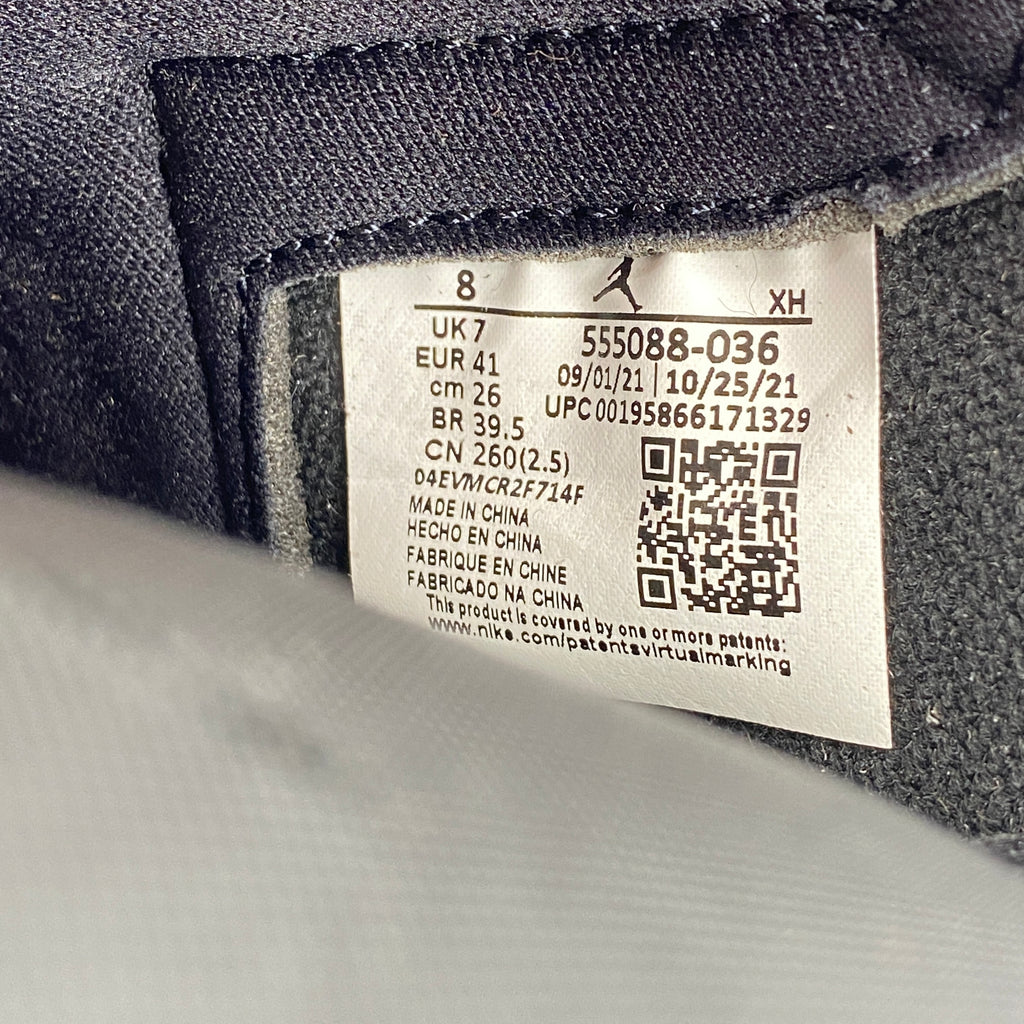 8 XH
UK 7
EUR 41
cm 26
BR 39.5
CN 260(2.5)
04EVMCR2F714F
MADE IN CHINA
HECHO EN CHINA
FABRIQUE EN CHINE
FABRICADO NA CHINA
555088-036
09/01/21 | 10/25/21
UPC 00195866171329
This product is covered by one or more patents:
www.nike.com/patentsvirtualmarking